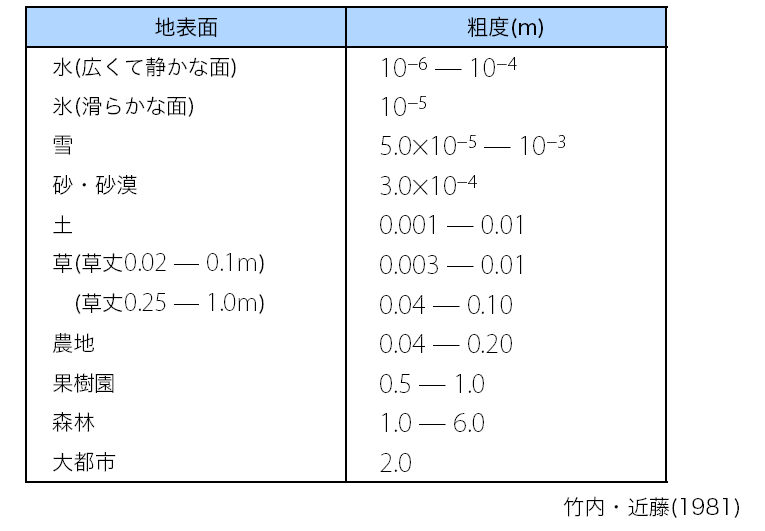 地表面 粗度(m)
水(広くて静かな面) 10−6 — 10−4
氷(滑らかな面) 10−5
雪 5.0×10−5 — 10−3
砂・砂漠 3.0×10−4
土 0.001 — 0.01
草(草丈0.02 — 0.1m) 0.003 — 0.01
(草丈0.25 — 1.0m) 0.04 — 0.10
農地 0.04 — 0.20
果樹園 0.5 — 1.0
森林 1.0 — 6.0
大都市 2.0
竹内・近藤(1981)